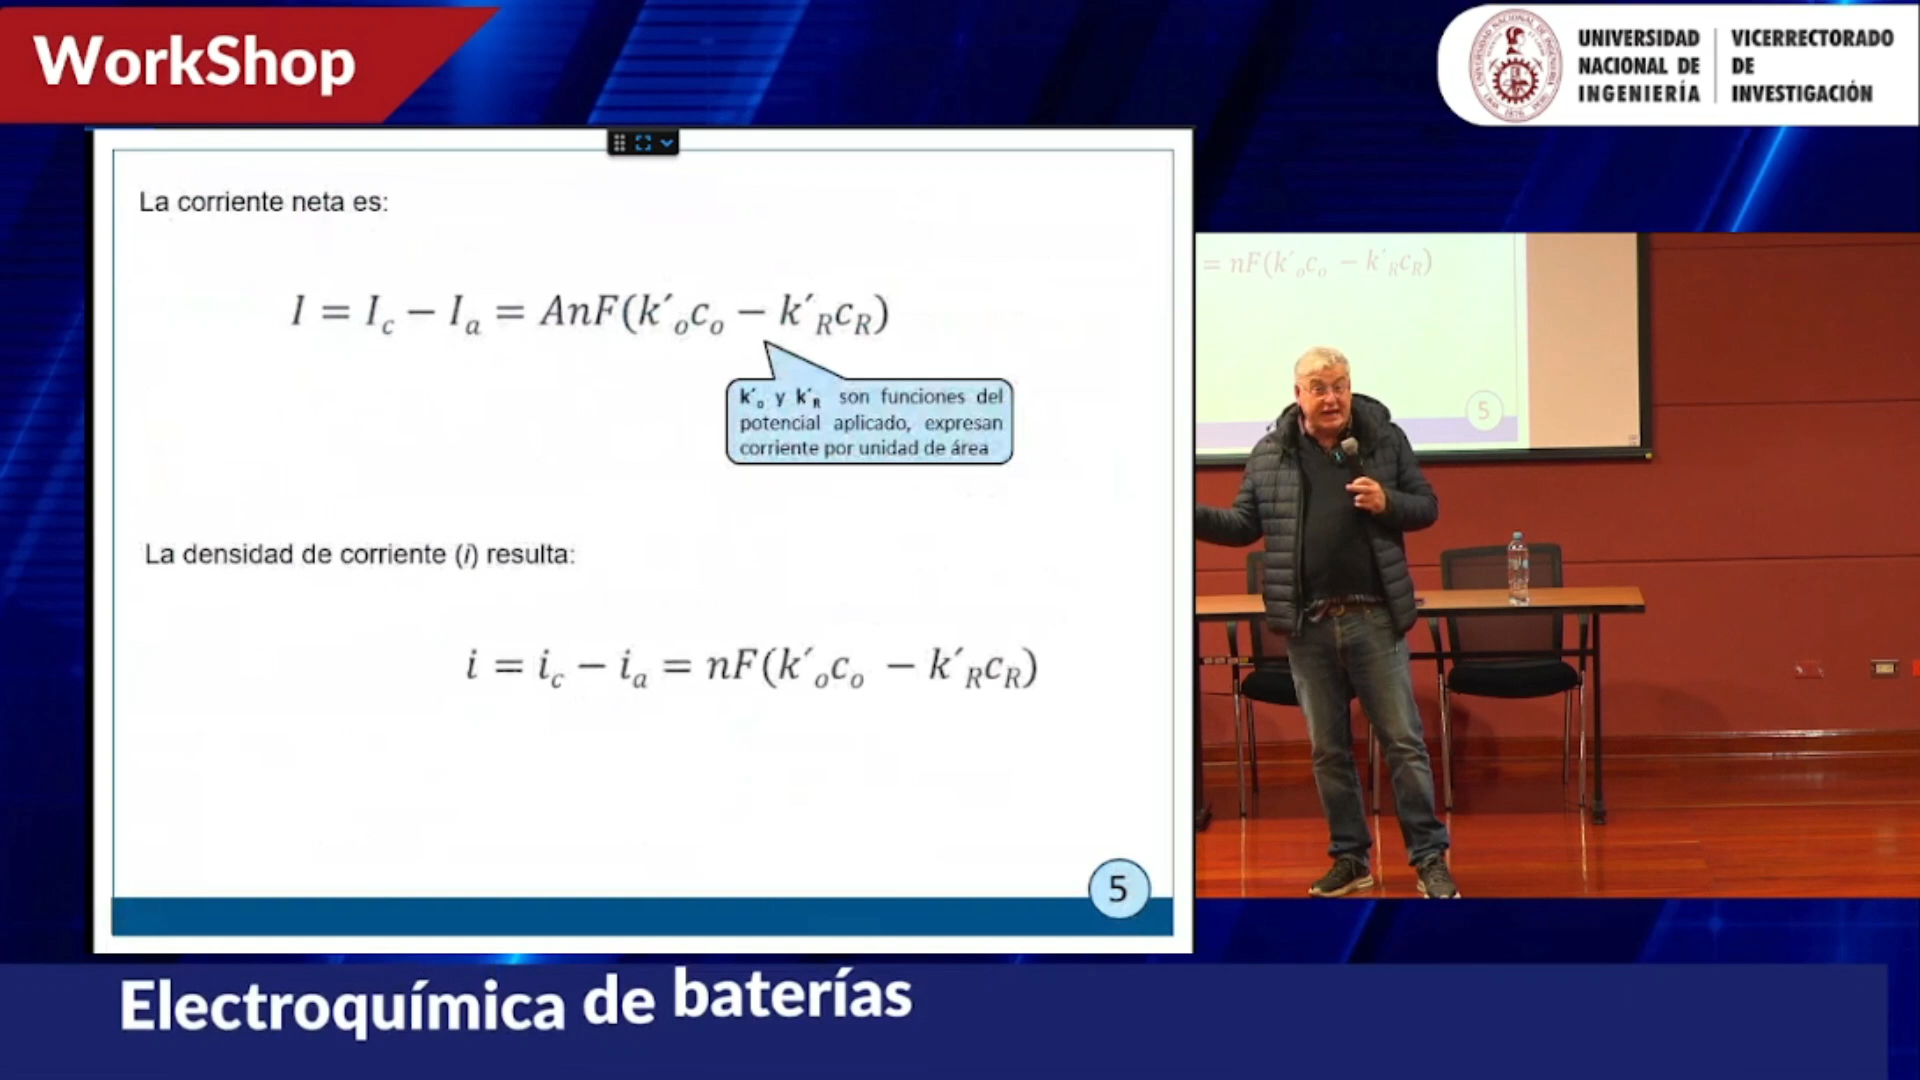 WorkShop
UNIVERSIDAD
NACIONAL DE
INGENIERÍA
VICERRECTORADO
DE
INVESTIGACIÓN
La corriente neta es:
I = I_c − I_a = AnF(k′_o c_o − k′_R c_R)
k′_o y k′_R son funciones del
potencial aplicado, expresan
corriente por unidad de área
La densidad de corriente (i) resulta:
i = i_c − i_a = nF(k′_o c_o − k′_R c_R)
5
= nF(k′_o c_o − k′_R c_R)
5
Electroquímica de baterías